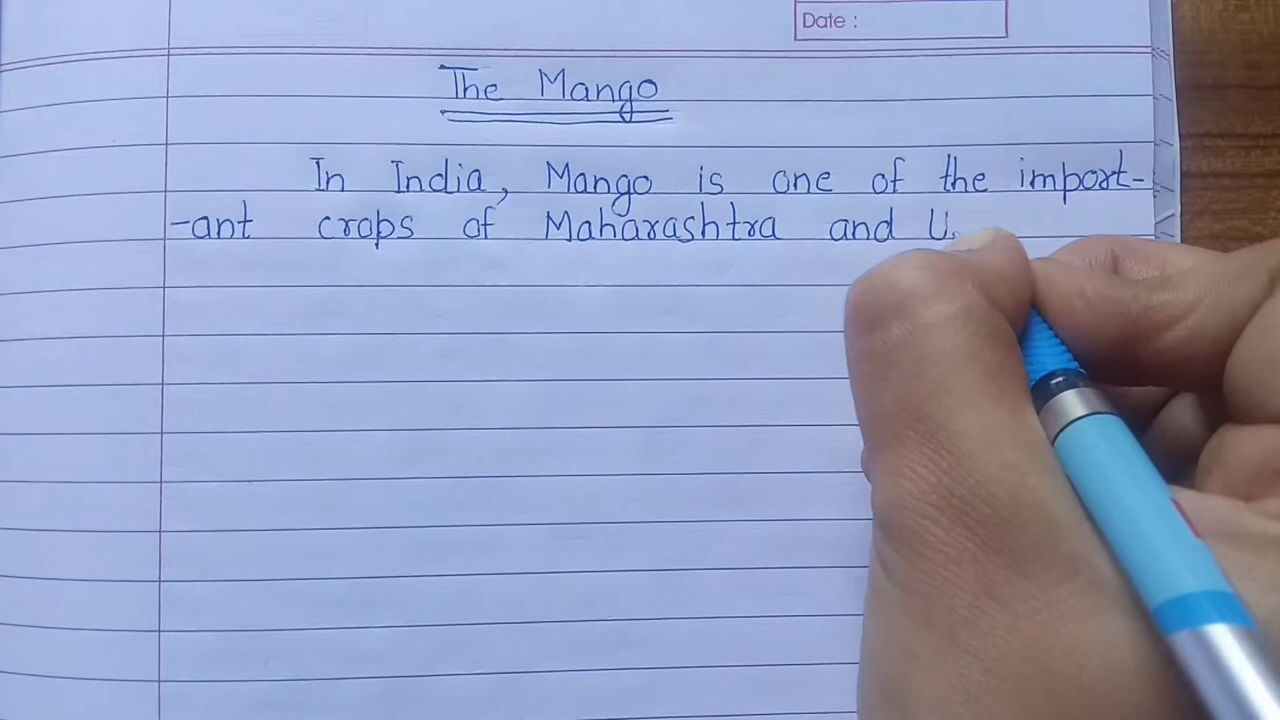 Date :
The Mango
In India, Mango is one of the import-
-ant crops of Maharashtra and U.